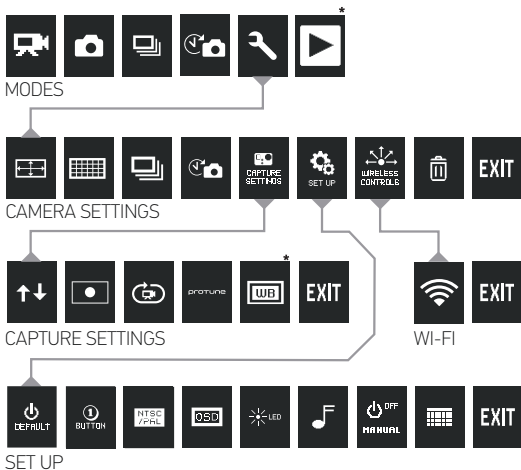 *
MODES
CAPTURE
SETTINGS
SET UP
WIRELESS
CONTROLS
EXIT
CAMERA SETTINGS
*
PROTUNE
WB
EXIT
EXIT
CAPTURE SETTINGS
WI-FI
DEFAULT
1
BUTTON
NTSC
/PAL
OSD
LED
OFF
MANUAL
EXIT
SET UP